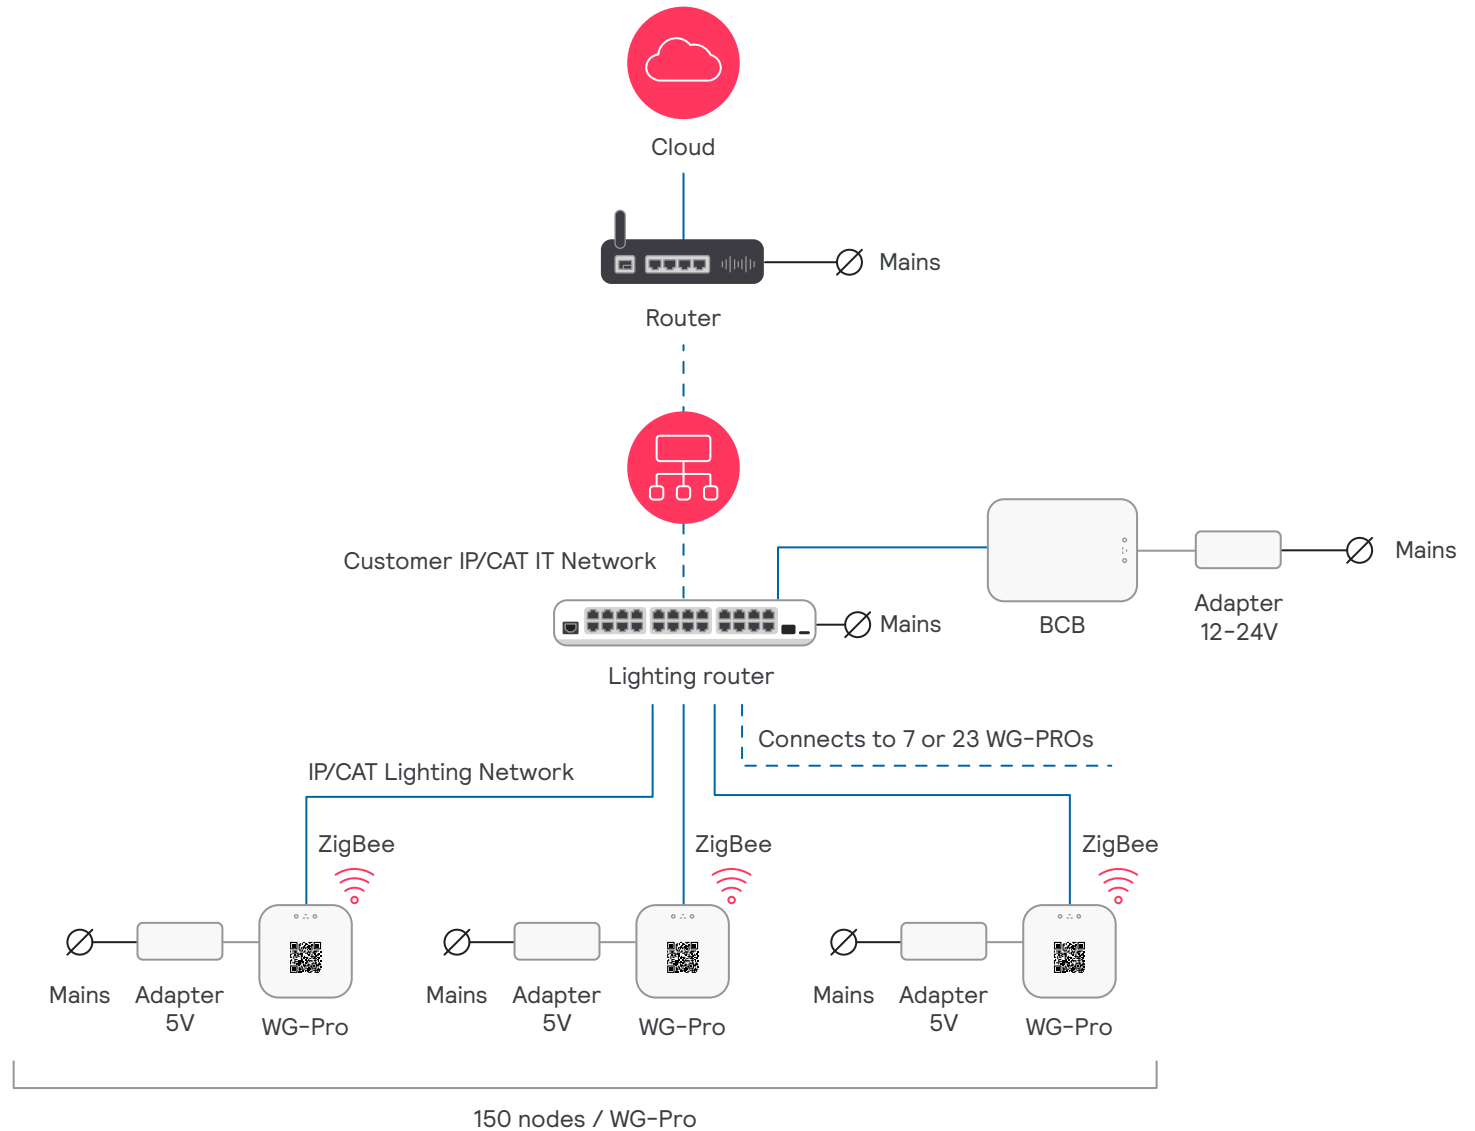 Cloud
Mains
Router
Customer IP/CAT IT Network
Mains
BCB
Adapter
12-24V
Mains
Lighting router
Connects to 7 or 23 WG-PROs
IP/CAT Lighting Network
ZigBee
ZigBee
ZigBee
Mains
Adapter
5V
WG-Pro
Mains
Adapter
5V
WG-Pro
Mains
Adapter
5V
WG-Pro
150 nodes / WG-Pro